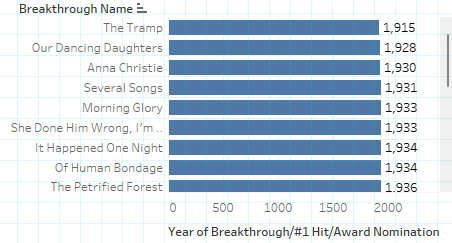 Breakthrough Name
The Tramp 1,915
Our Dancing Daughters 1,928
Anna Christie 1,930
Several Songs 1,931
Morning Glory 1,933
She Done Him Wrong, I'm .. 1,933
It Happened One Night 1,934
Of Human Bondage 1,934
The Petrified Forest 1,936
0 500 1000 1500 2000
Year of Breakthrough/#1 Hit/Award Nomination